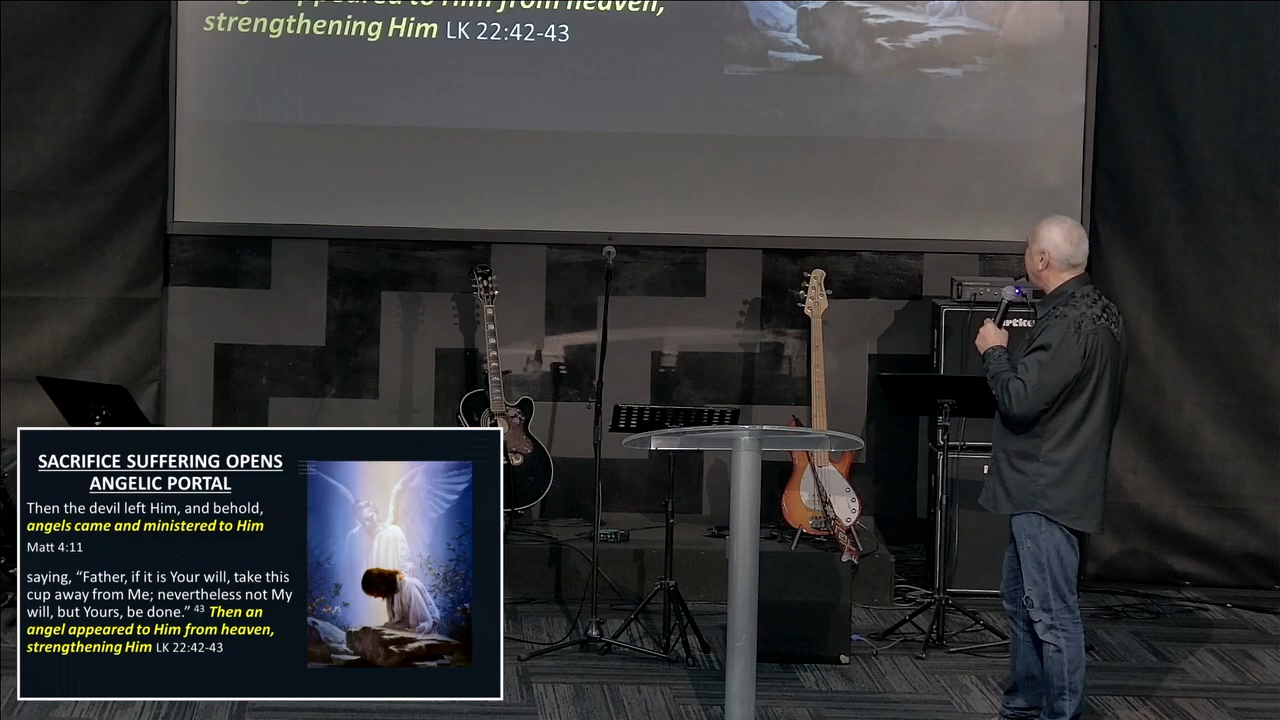 strengthening Him LK 22:42-43
SACRIFICE SUFFERING OPENS
ANGELIC PORTAL
Then the devil left Him, and behold,
angels came and ministered to Him
Matt 4:11
saying, “Father, if it is Your will, take this
cup away from Me; nevertheless not My
will, but Yours, be done.” 43 Then an
angel appeared to Him from heaven,
strengthening Him LK 22:42-43